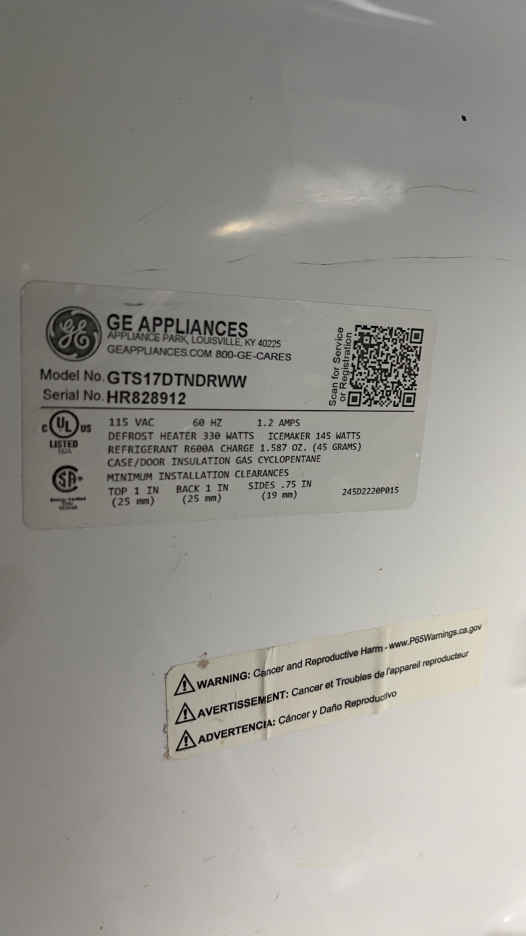 GE APPLIANCES
APPLIANCE PARK, LOUISVILLE, KY 40225
GEAPPLIANCES.COM 800-GE-CARES
Scan for Service
or Registration
Model No. GTS17DTNDRWW
Serial No. HR828912
C UL US
LISTED
115 VAC 60 HZ 1.2 AMPS
DEFROST HEATER 330 WATTS ICEMAKER 145 WATTS
REFRIGERANT R600A CHARGE 1.587 OZ. (45 GRAMS)
CASE/DOOR INSULATION GAS CYCLOPENTANE
MINIMUM INSTALLATION CLEARANCES
TOP 1 IN BACK 1 IN SIDES .75 IN
(25 mm) (25 mm) (19 mm)
245D2220P015
WARNING: Cancer and Reproductive Harm - www.P65Warnings.ca.gov
AVERTISSEMENT: Cancer et Troubles de l'appareil reproducteur
ADVERTENCIA: Cáncer y Daño Reproductivo